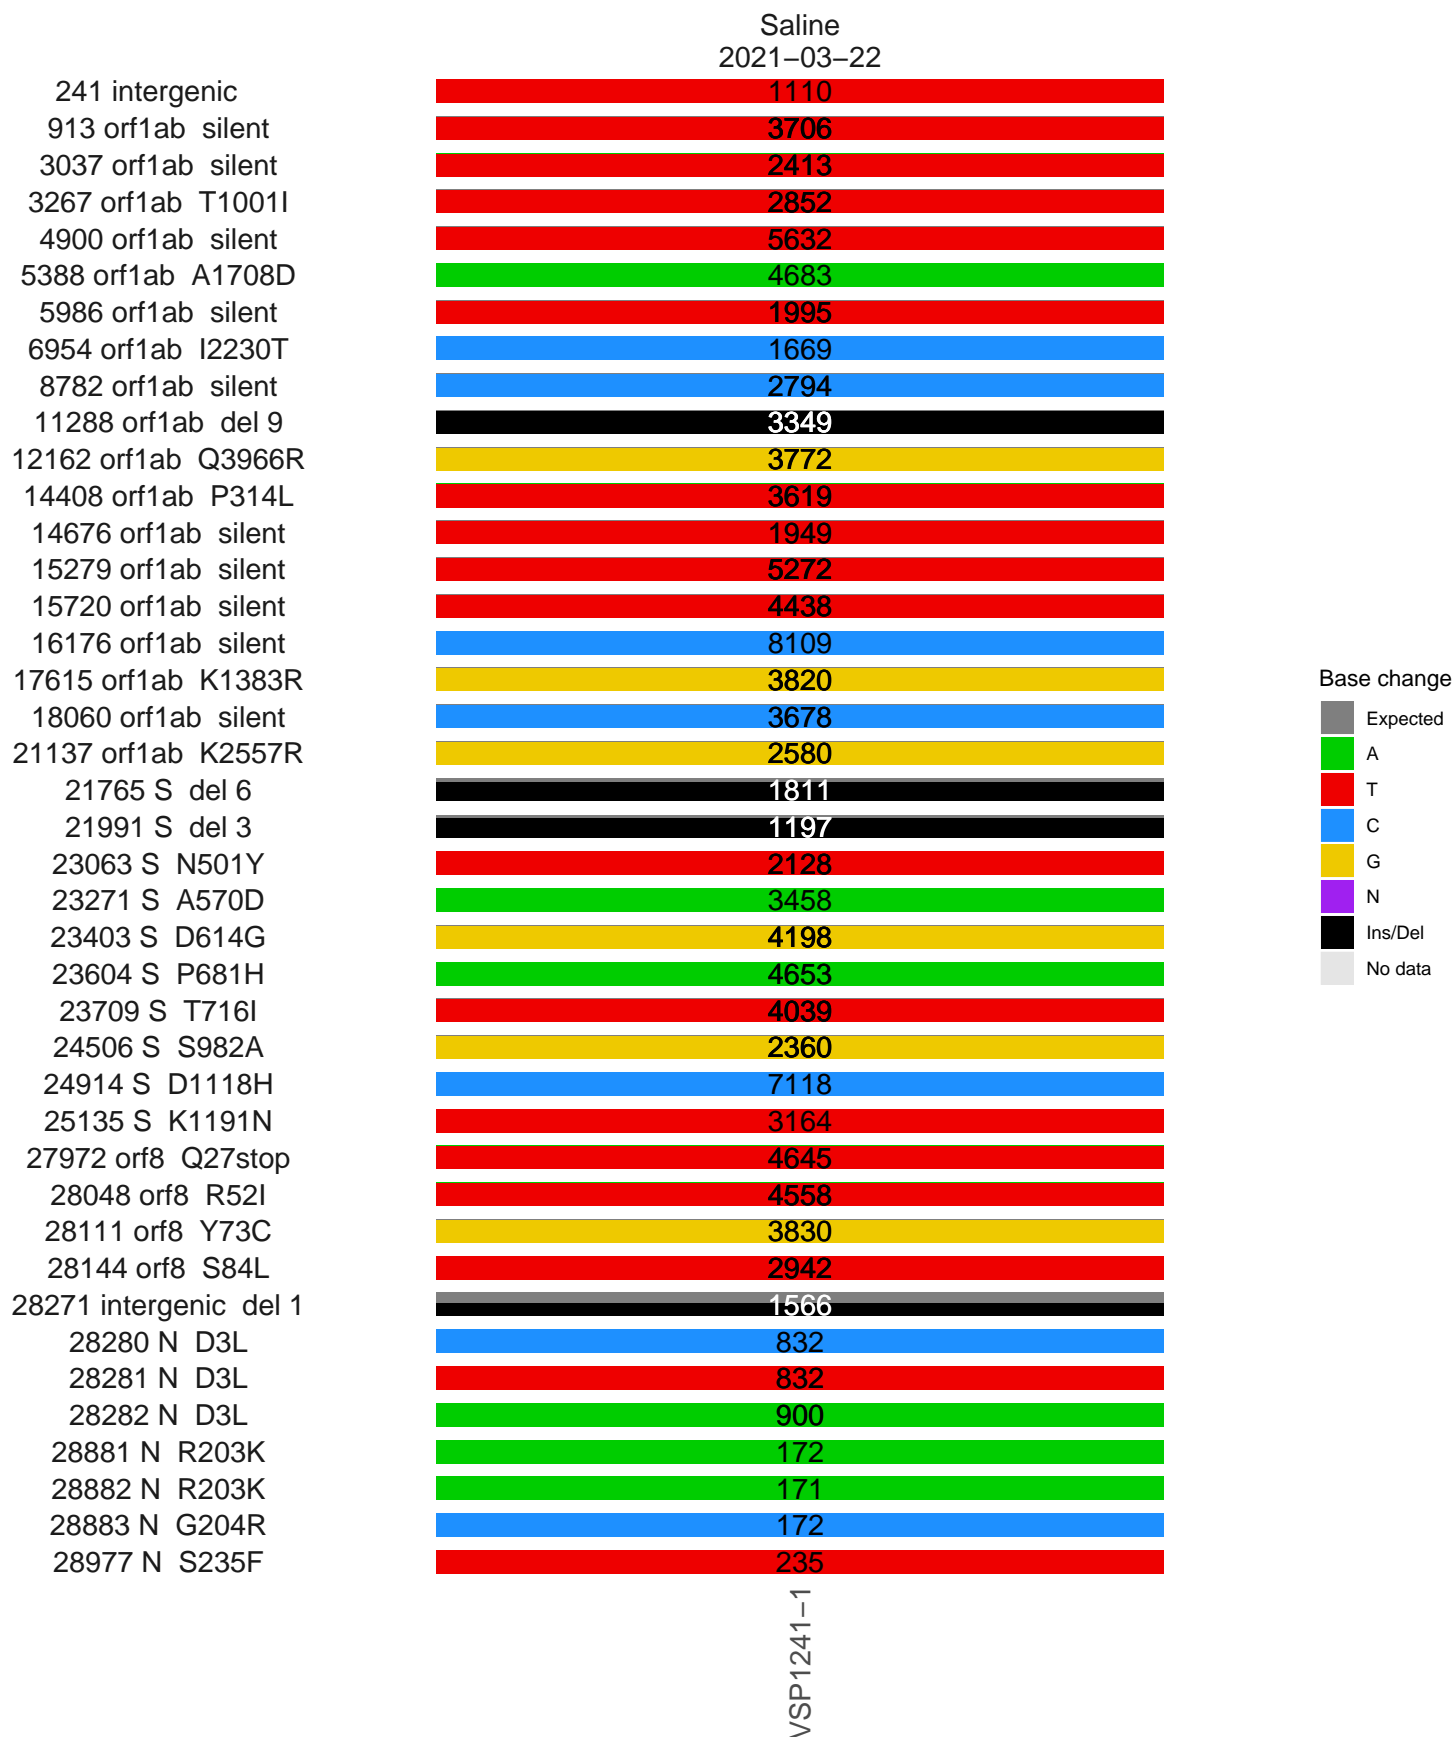 Saline
2021−03−22
241 intergenic 1110
913 orf1ab silent 3706
3037 orf1ab silent 2413
3267 orf1ab T1001I 2852
4900 orf1ab silent 5632
5388 orf1ab A1708D 4683
5986 orf1ab silent 1995
6954 orf1ab I2230T 1669
8782 orf1ab silent 2794
11288 orf1ab del 9 3349
12162 orf1ab Q3966R 3772
14408 orf1ab P314L 3619
14676 orf1ab silent 1949
15279 orf1ab silent 5272
15720 orf1ab silent 4438
16176 orf1ab silent 8109
17615 orf1ab K1383R 3820
18060 orf1ab silent 3678
21137 orf1ab K2557R 2580
21765 S del 6 1811
21991 S del 3 1197
23063 S N501Y 2128
23271 S A570D 3458
23403 S D614G 4198
23604 S P681H 4653
23709 S T716I 4039
24506 S S982A 2360
24914 S D1118H 7118
25135 S K1191N 3164
27972 orf8 Q27stop 4645
28048 orf8 R52I 4558
28111 orf8 Y73C 3830
28144 orf8 S84L 2942
28271 intergenic del 1 1566
28280 N D3L 832
28281 N D3L 832
28282 N D3L 900
28881 N R203K 172
28882 N R203K 171
28883 N G204R 172
28977 N S235F 235
VSP1241−1
Base change
Expected
A
T
C
G
N
Ins/Del
No data